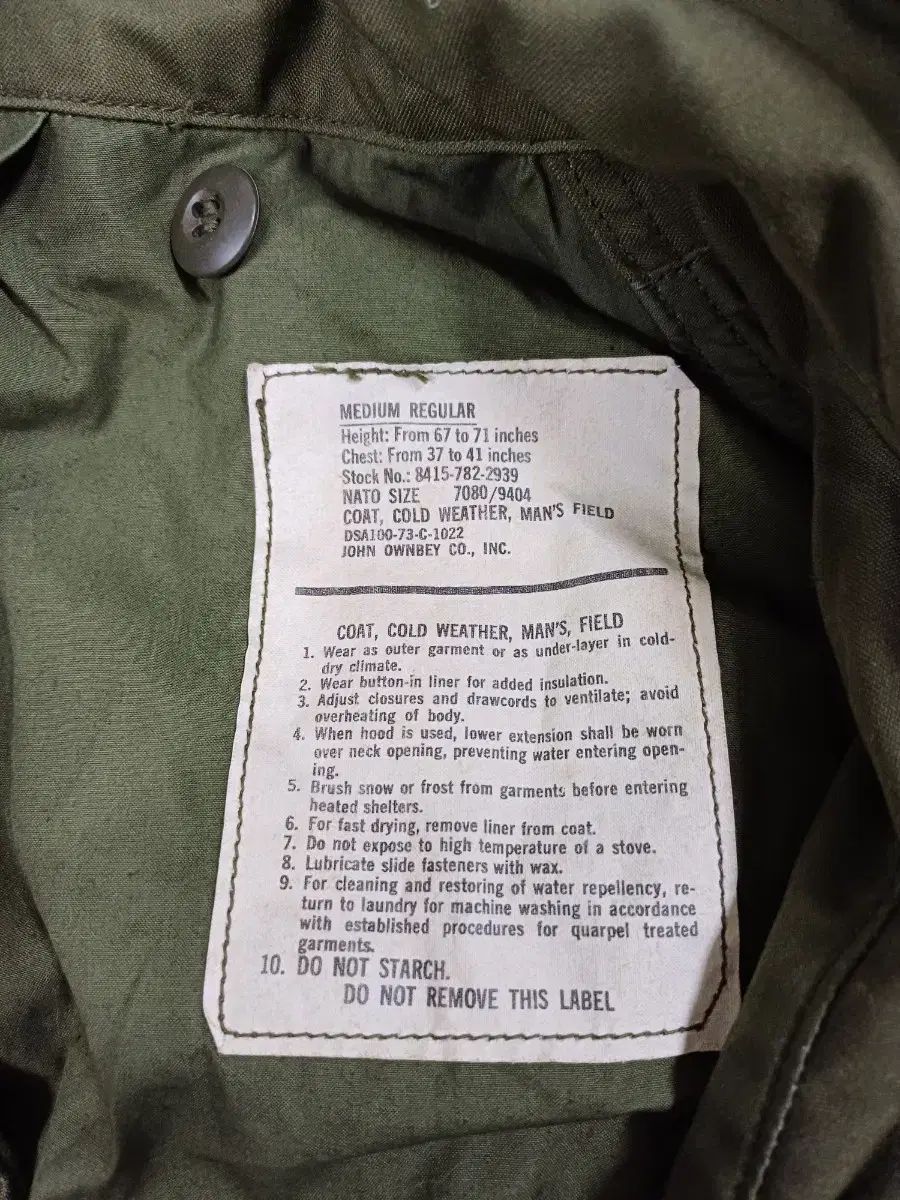 MEDIUM REGULAR
Height: From 67 to 71 inches
Chest: From 37 to 41 inches
Stock No.: 8415-782-2939
NATO SIZE 7080/9404
COAT, COLD WEATHER, MAN'S FIELD
DSA100-73-C-1022
JOHN OWNBEY CO., INC.
COAT, COLD WEATHER, MAN'S, FIELD
1. Wear as outer garment or as under-layer in cold-
dry climate.
2. Wear button-in liner for added insulation.
3. Adjust closures and drawcords to ventilate; avoid
overheating of body.
4. When hood is used, lower extension shall be worn
over neck opening, preventing water entering open-
ing.
5. Brush snow or frost from garments before entering
heated shelters.
6. For fast drying, remove liner from coat.
7. Do not expose to high temperature of a stove.
8. Lubricate slide fasteners with wax.
9. For cleaning and restoring of water repellency, re-
turn to laundry for machine washing in accordance
with established procedures for quarpel treated
garments.
10. DO NOT STARCH.
DO NOT REMOVE THIS LABEL